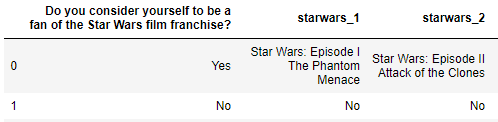 Do you consider yourself to be a
fan of the Star Wars film franchise? starwars_1 starwars_2
0 Yes Star Wars: Episode I The Phantom Menace Star Wars: Episode II Attack of the Clones
1 No No No